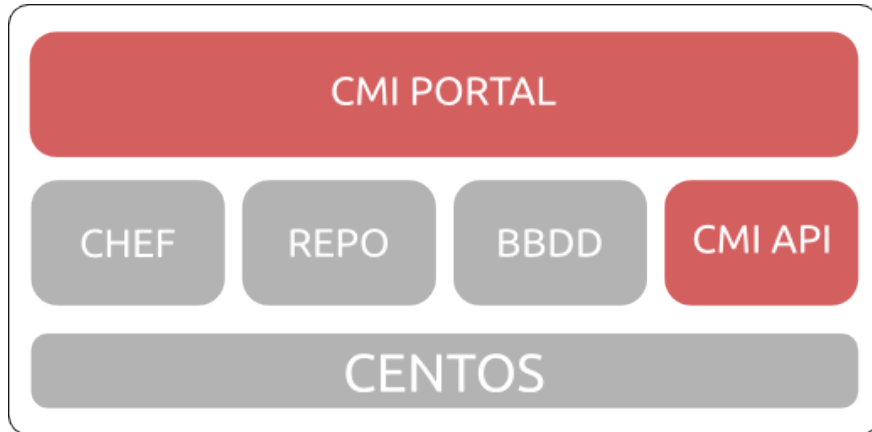 CMI PORTAL
CHEF
REPO
BBDD
CMI API
CENTOS